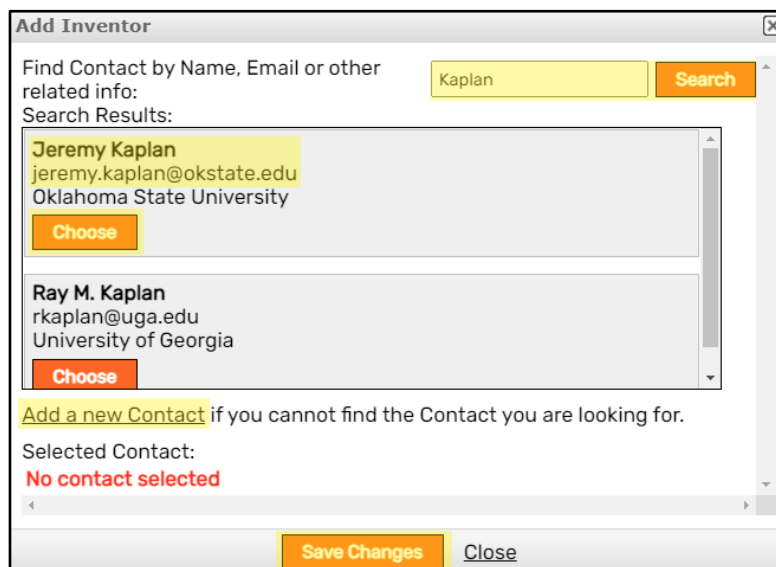 Add Inventor
Find Contact by Name, Email or other
related info:
Kaplan
Search
Search Results:
Jeremy Kaplan
jeremy.kaplan@okstate.edu
Oklahoma State University
Choose
Ray M. Kaplan
rkaplan@uga.edu
University of Georgia
Choose
Add a new Contact if you cannot find the Contact you are looking for.
Selected Contact:
No contact selected
Save Changes Close